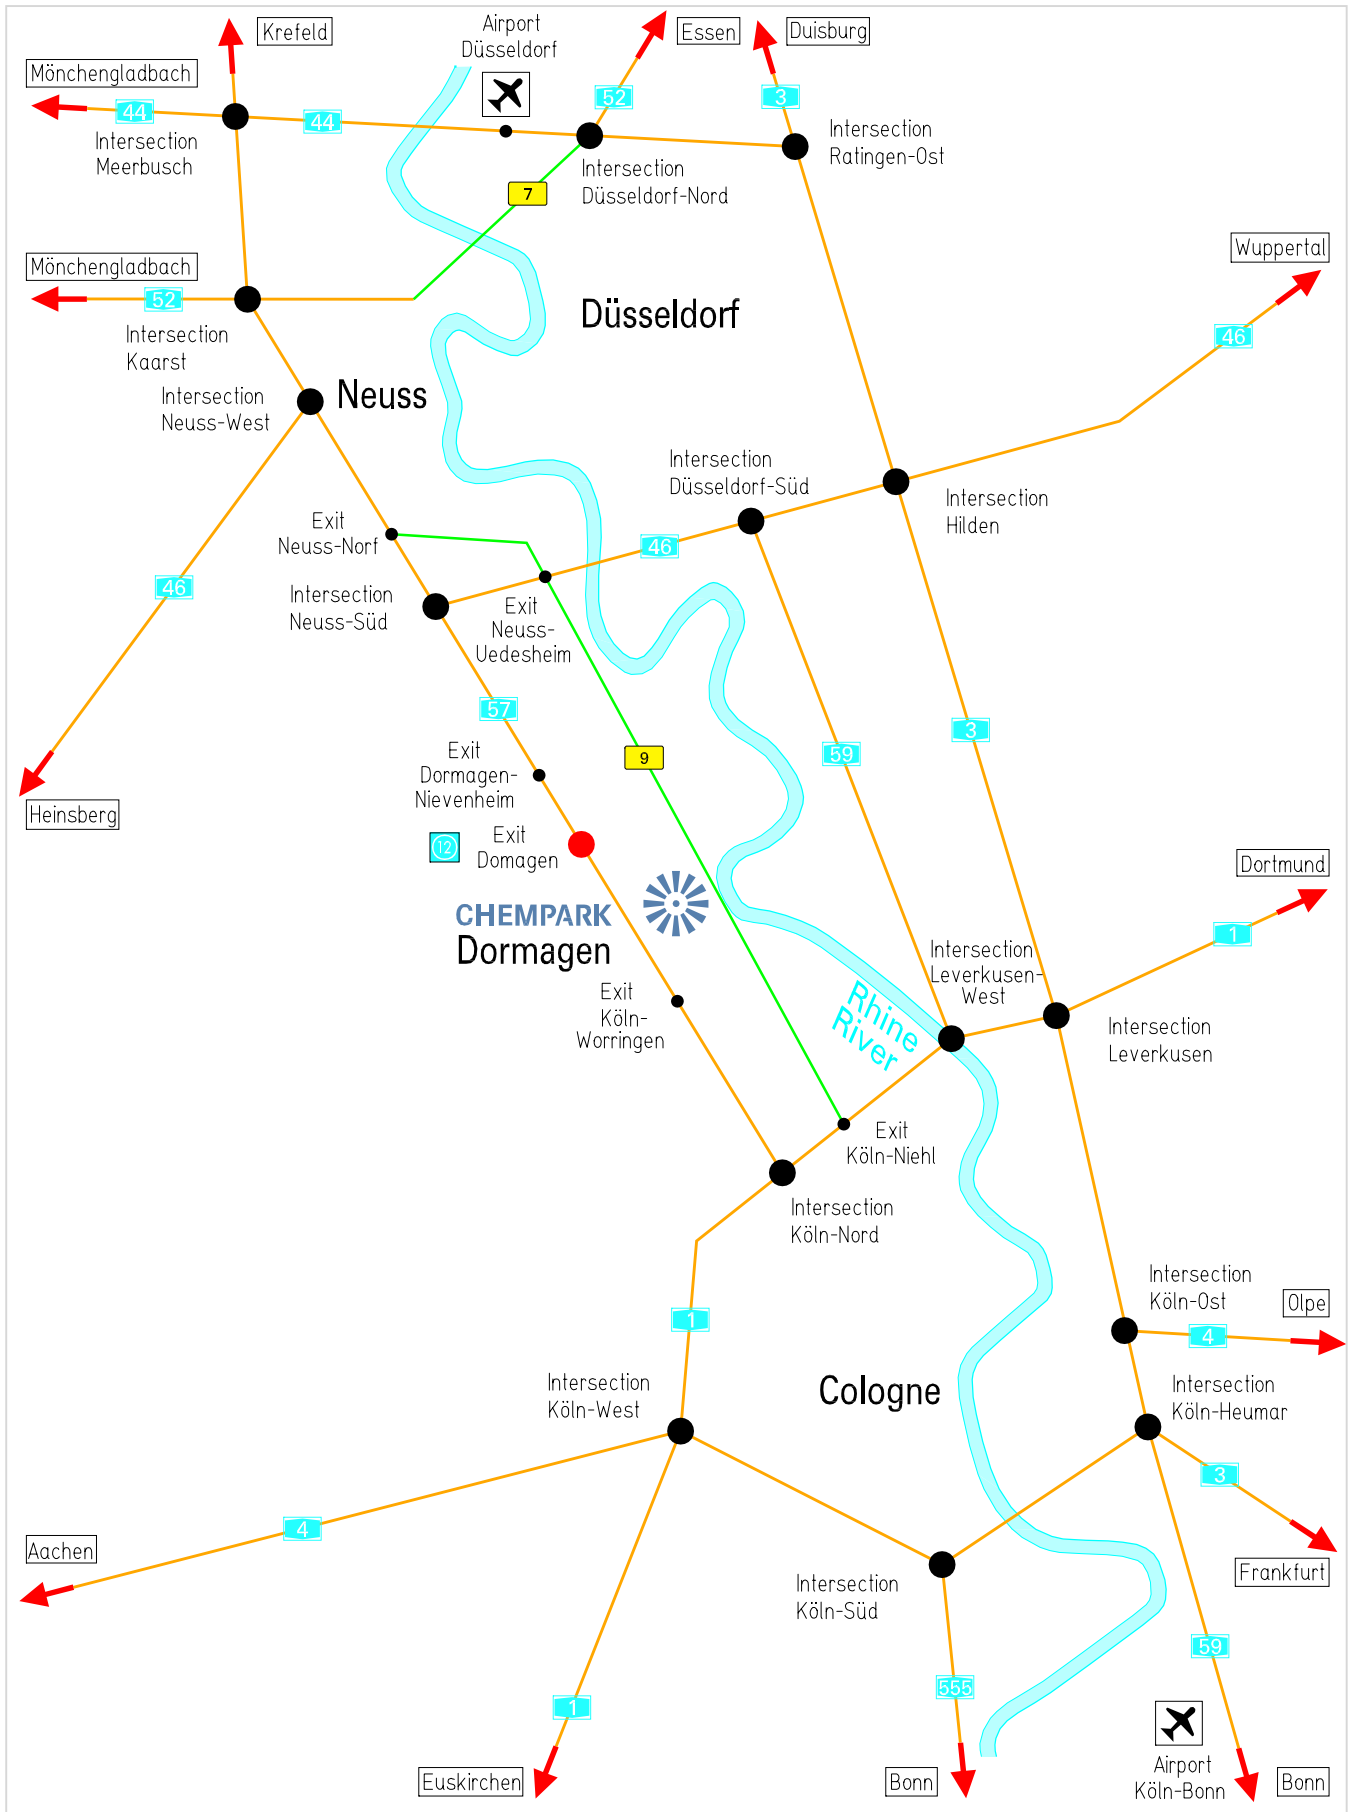 Krefeld
Airport
Düsseldorf
Essen
Duisburg
Mönchengladbach
44
44
52
3
Intersection
Meerbusch
Intersection
Ratingen-Ost
Intersection
Düsseldorf-Nord
7
Wuppertal
Mönchengladbach
52
Düsseldorf
46
Intersection
Kaarst
Intersection
Neuss-West
Neuss
Intersection
Düsseldorf-Süd
Intersection
Hilden
Exit
Neuss-Norf
46
46
Intersection
Neuss-Süd
Exit
Neuss-
Uedesheim
57
3
59
9
Exit
Dormagen-
Nievenheim
Heinsberg
12
Exit
Domagen
Dortmund
CHEMPARK
Dormagen
1
Intersection
Leverkusen-
West
Exit
Köln-
Worringen
Rhine
River
Intersection
Leverkusen
Exit
Köln-Niehl
Intersection
Köln-Nord
Intersection
Köln-Ost
Olpe
1
4
Intersection
Köln-West
Cologne
Intersection
Köln-Heumar
3
4
Aachen
Frankfurt
Intersection
Köln-Süd
59
555
1
Airport
Köln-Bonn
Euskirchen
Bonn
Bonn